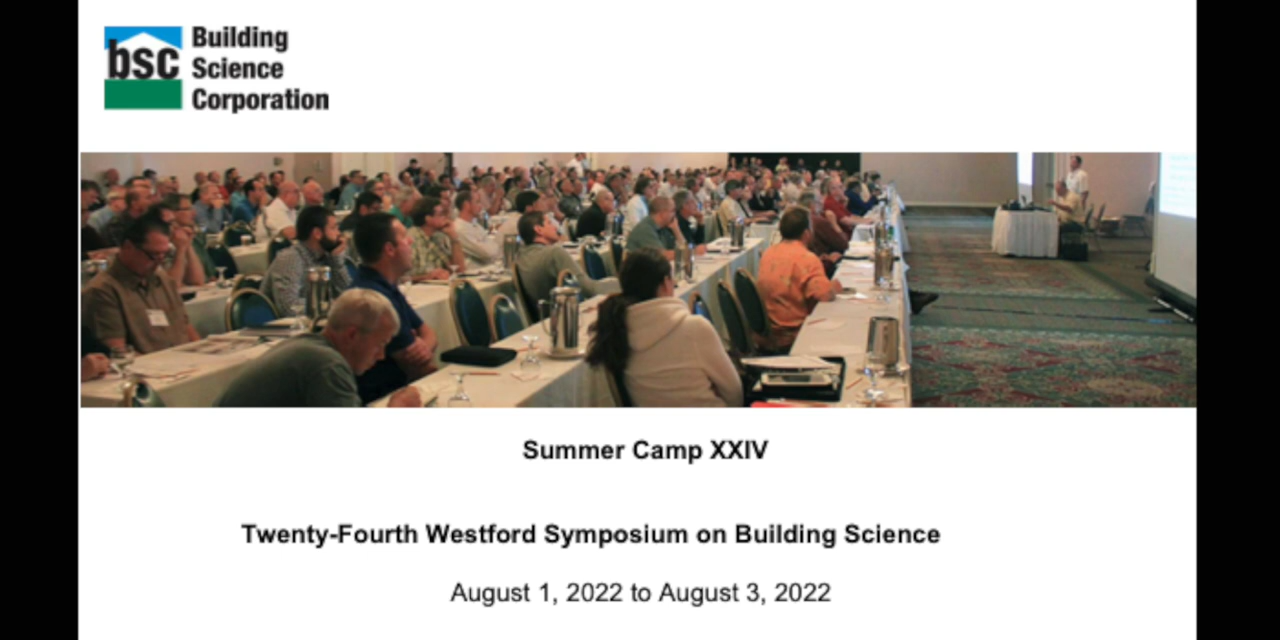 bsc
Building
Science
Corporation
Summer Camp XXIV
Twenty-Fourth Westford Symposium on Building Science
August 1, 2022 to August 3, 2022